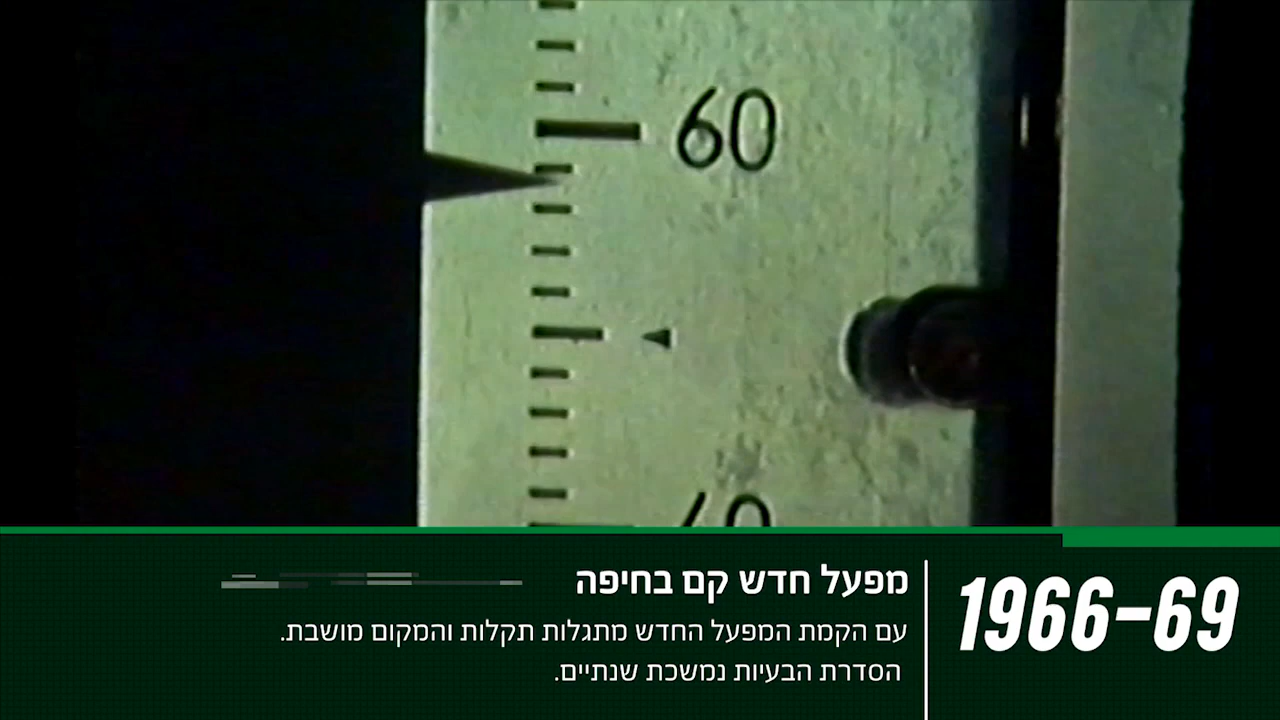 60
40
1966-69
מפעל חדש קם בחיפה
עם הקמת המפעל החדש מתגלות תקלות והמקום מושבת.
הסדרת הבעיות נמשכת שנתיים.